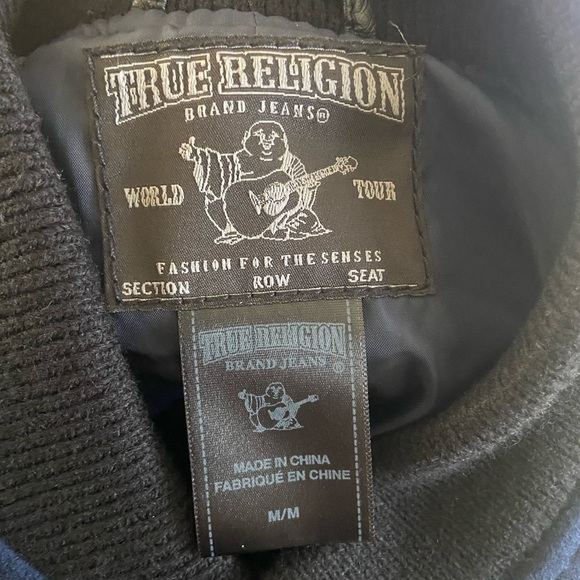 TRUE RELIGION
BRAND JEANS®
WORLD TOUR
FASHION FOR THE SENSES
SECTION ROW SEAT
TRUE RELIGION
BRAND JEANS®
MADE IN CHINA
FABRIQUÉ EN CHINE
M/M